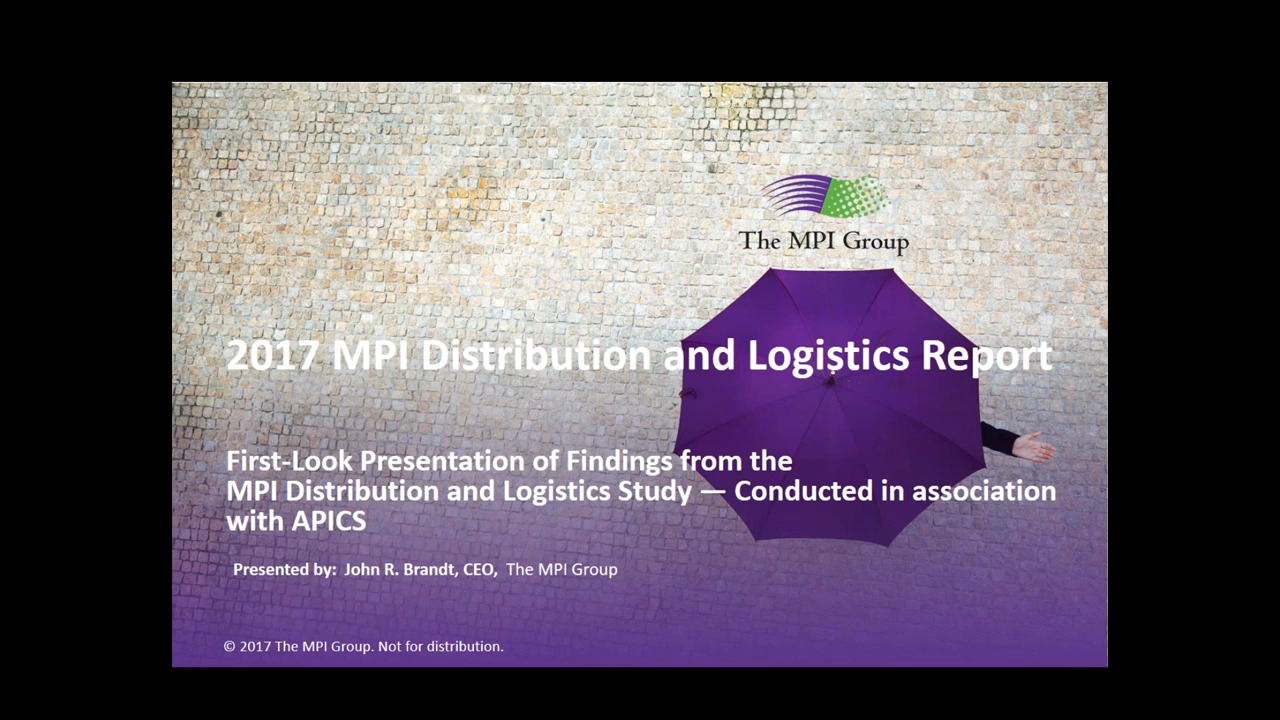 The MPI Group
2017 MPI Distribution and Logistics Report
First-Look Presentation of Findings from the
MPI Distribution and Logistics Study — Conducted in association
with APICS
Presented by: John R. Brandt, CEO, The MPI Group
© 2017 The MPI Group. Not for distribution.